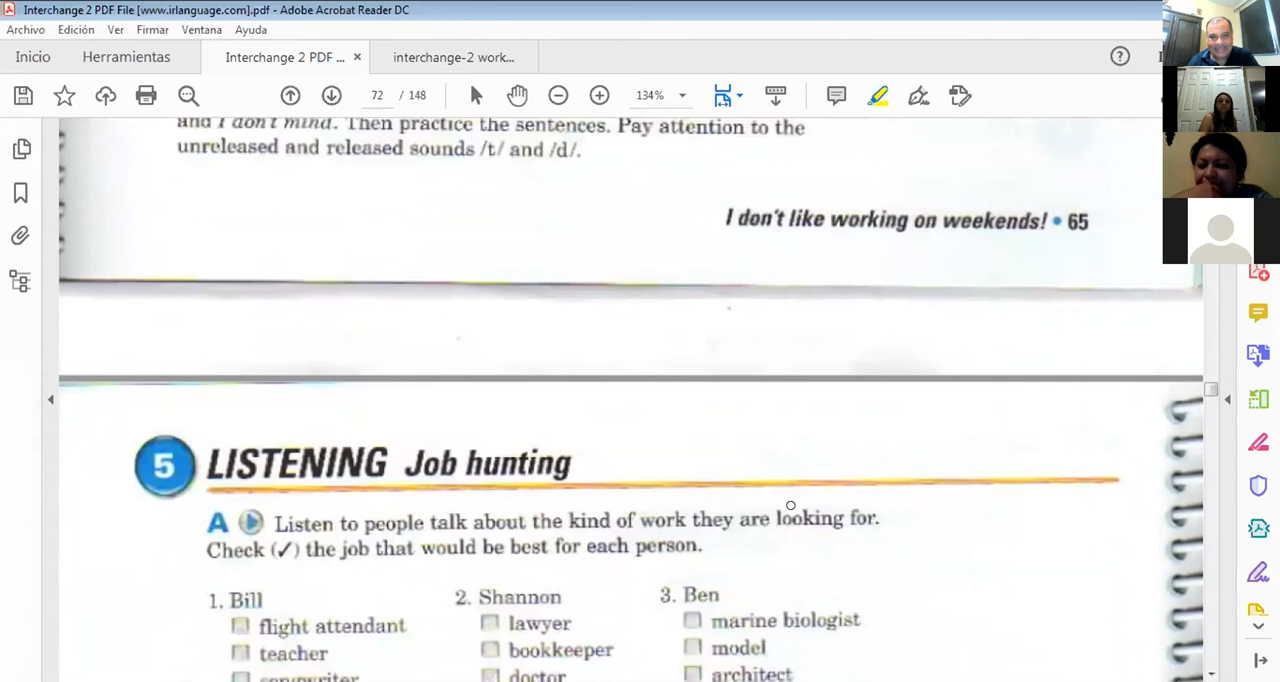 Interchange 2 PDF File [www.irlanguage.com].pdf - Adobe Acrobat Reader DC
Archivo Edición Ver Firmar Ventana Ayuda
Inicio Herramientas Interchange 2 PDF ... × interchange-2 work...
72 / 148 134%
and I don't mind. Then practice the sentences. Pay attention to the
unreleased and released sounds /t/ and /d/.
I don't like working on weekends! • 65
5 LISTENING Job hunting
A Listen to people talk about the kind of work they are looking for.
Check (✓) the job that would be best for each person.
1. Bill 2. Shannon 3. Ben
flight attendant lawyer marine biologist
teacher bookkeeper model
songwriter doctor architect